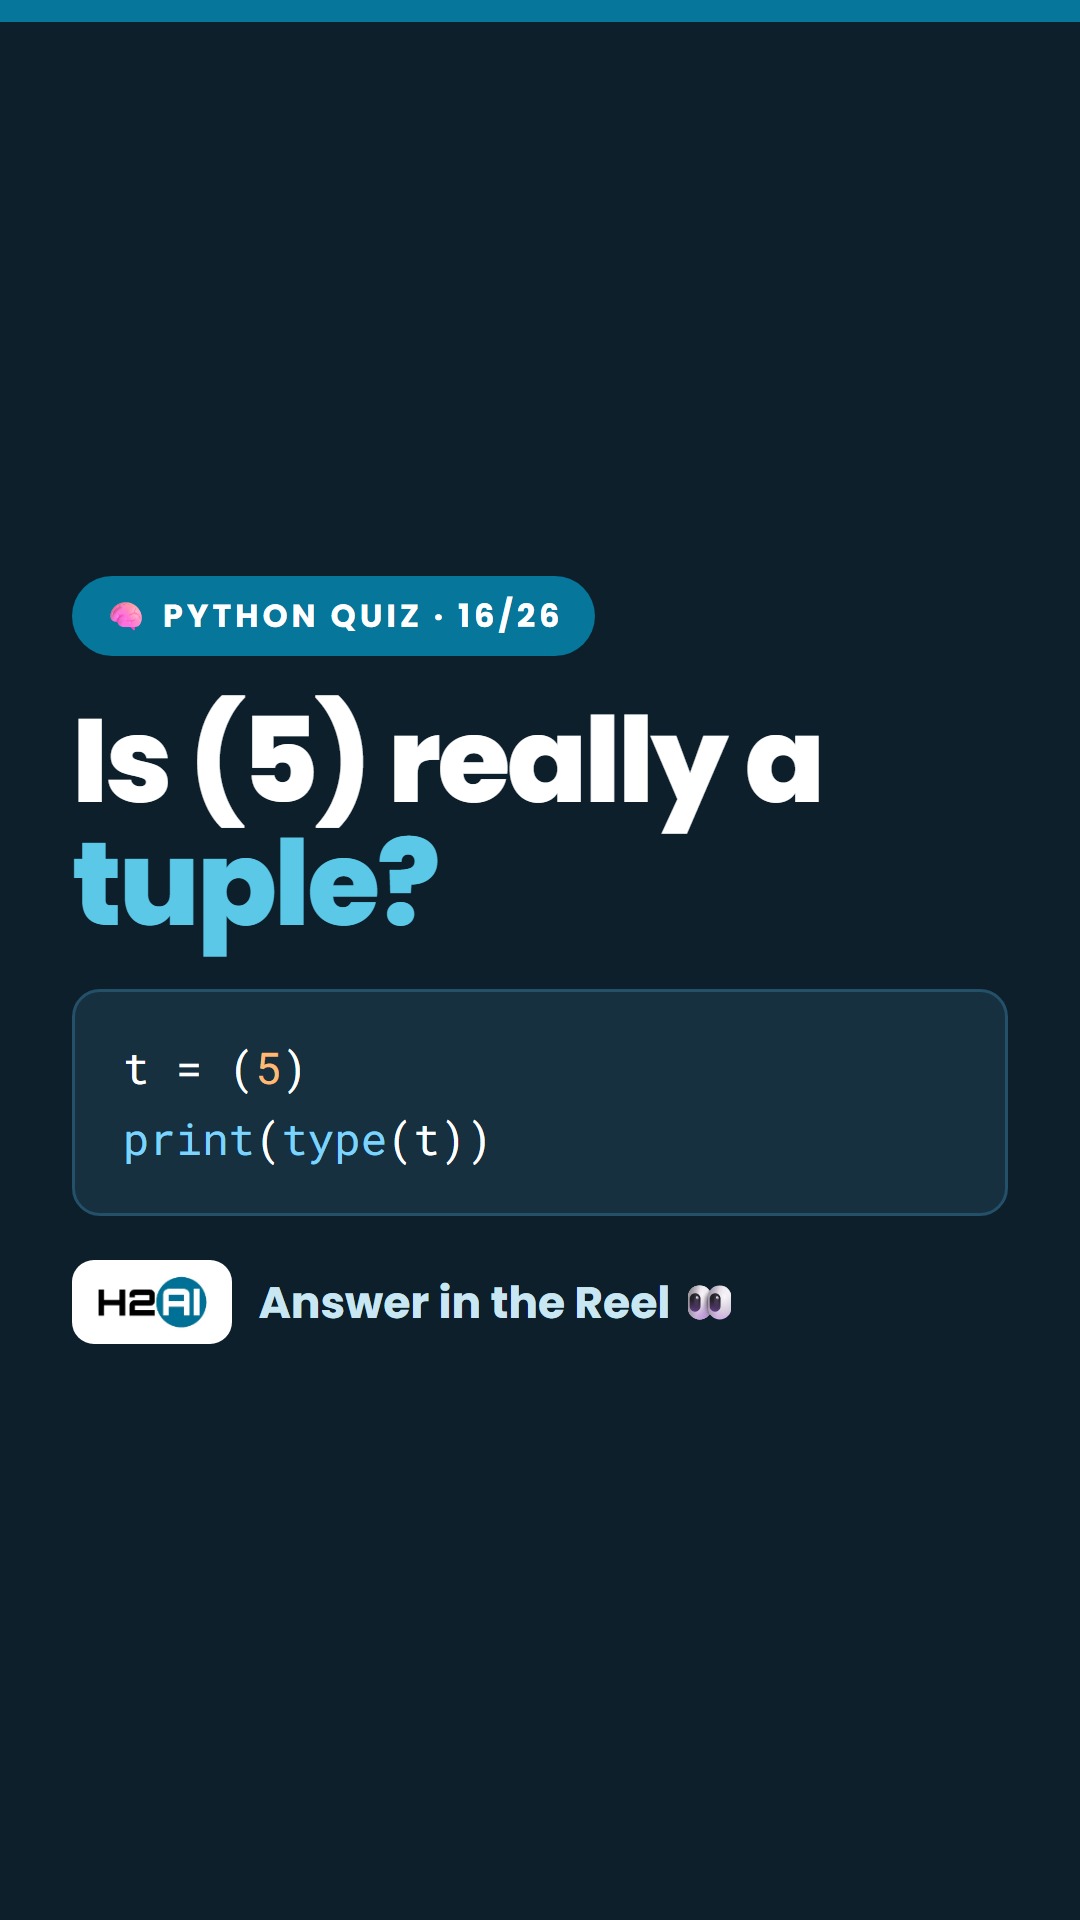 🧠 PYTHON QUIZ · 16/26
Is (5) really a
tuple?
t = (5)
print(type(t))
H2AI Answer in the Reel 👀